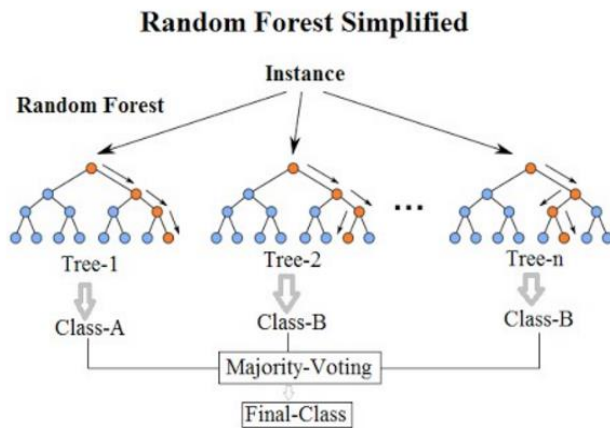 Random Forest Simplified
Instance
Random Forest
...
Tree-1
Tree-2
Tree-n
Class-A
Class-B
Class-B
Majority-Voting
Final-Class